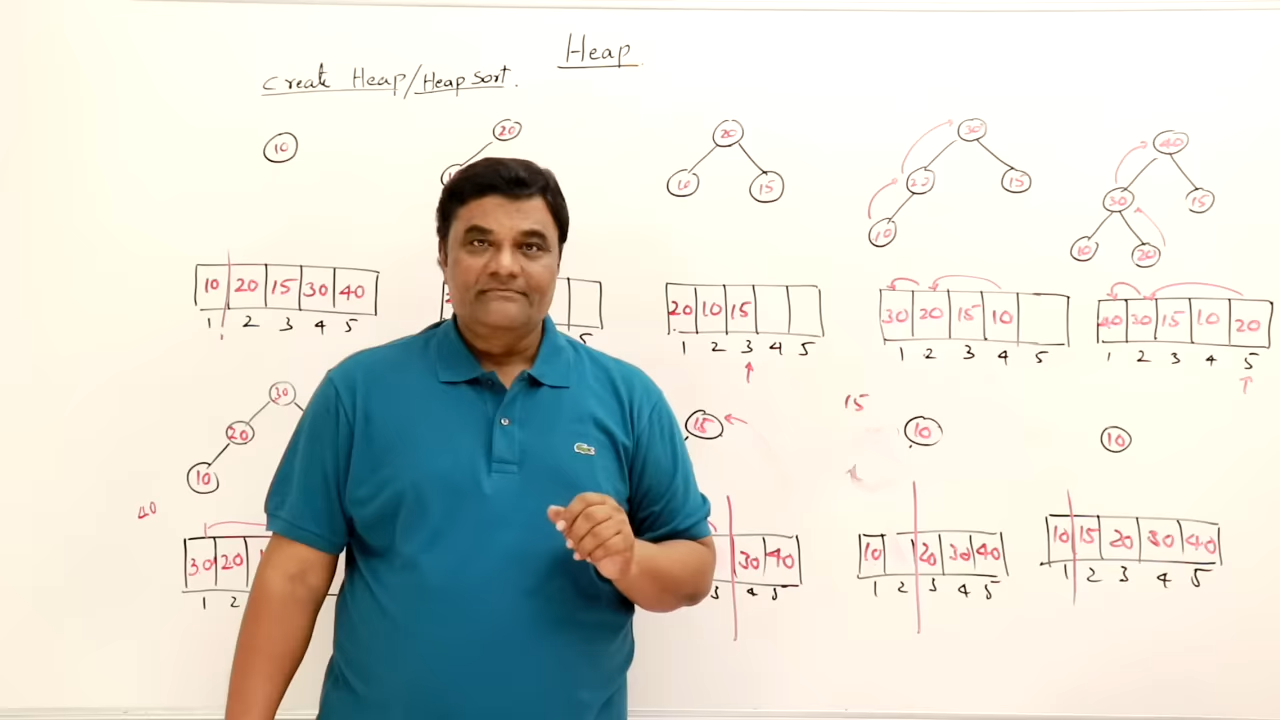 Heap
Create Heap/Heap Sort.
10
20
20
10 15
30
22 15
10
40
30 15
10 20
10 20 15 30 40
1 2 3 4 5
5
20 10 15
1 2 3 4 5
30 20 15 10
1 2 3 4 5
40 30 15 10 20
1 2 3 4 5
30
20
10
40
30 20
1 2
15
30 40
3 4 5
15
10
10 20 30 40
1 2 3 4 5
10
10 15 20 30 40
1 2 3 4 5